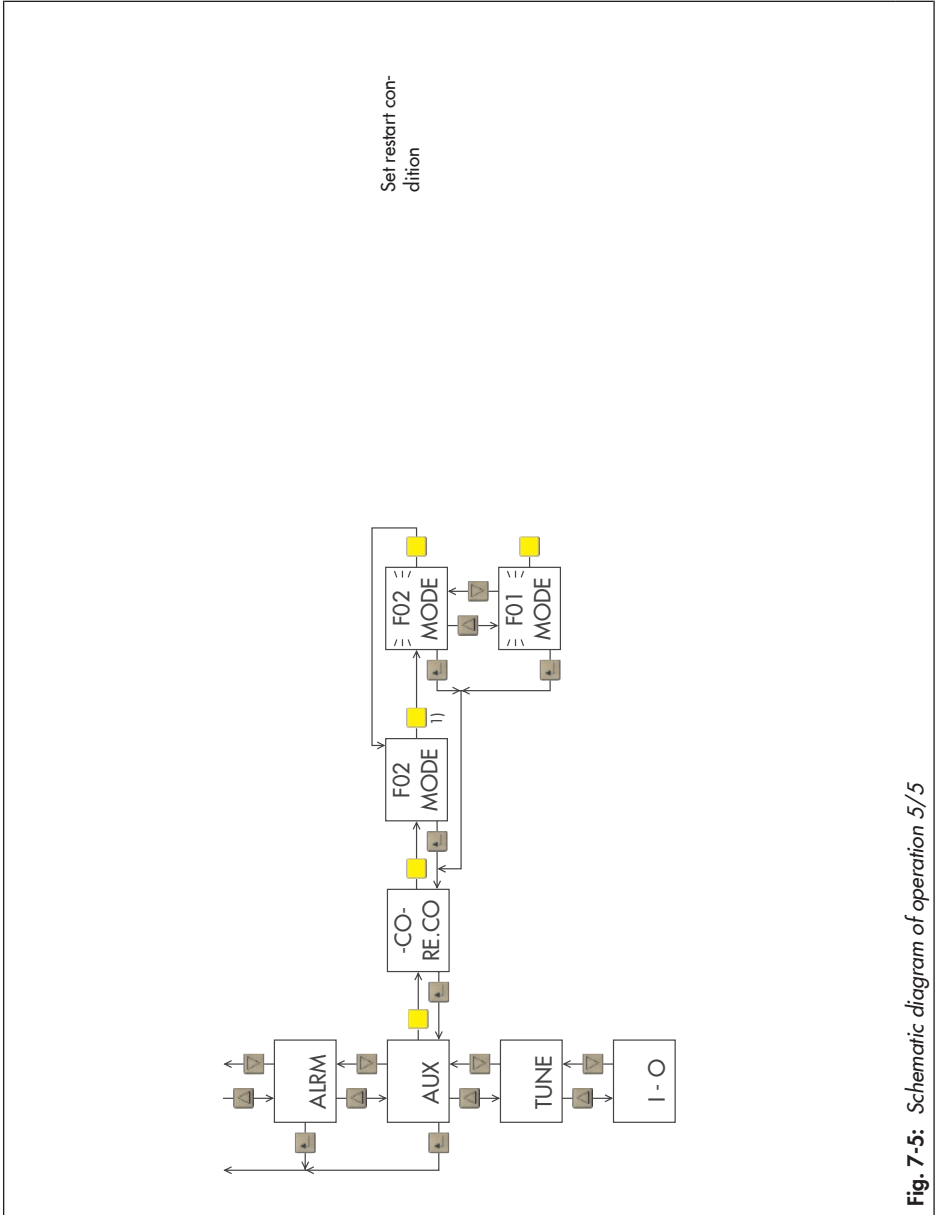 ALRM
AUX
TUNE
I - O
-CO-
RE.CO
F02
MODE
1)
F02
MODE
F01
MODE
Set restart con-
dition
Fig. 7-5: Schematic diagram of operation 5/5